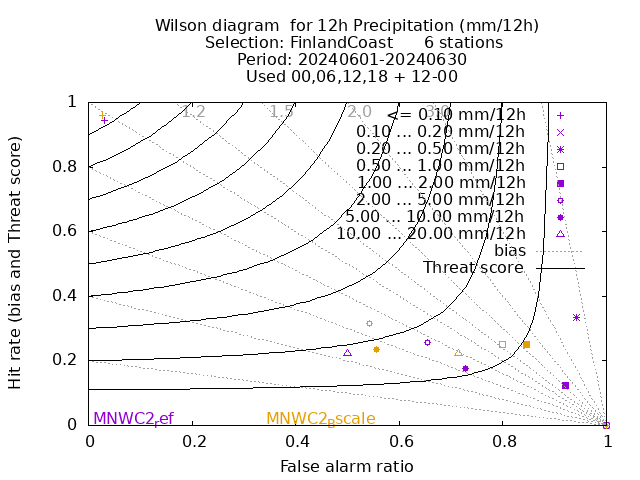 Wilson diagram  for 12h Precipitation (mm/12h)
Selection: FinlandCoast      6 stations
Period: 20240601-20240630
Used 00,06,12,18 + 12-00
Hit rate (bias and Threat score)
1
0.8
0.6
0.4
0.2
0
1.2
1.5
2.0
3.0
<= 0.10 mm/12h
0.10 ... 0.20 mm/12h
0.20 ... 0.50 mm/12h
0.50 ... 1.00 mm/12h
1.00 ... 2.00 mm/12h
2.00 ... 5.00 mm/12h
5.00 ... 10.00 mm/12h
10.00 ... 20.00 mm/12h
bias
Threat score
MNWC2ref
MNWC2Bscale
0 0.2 0.4 0.6 0.8 1
False alarm ratio